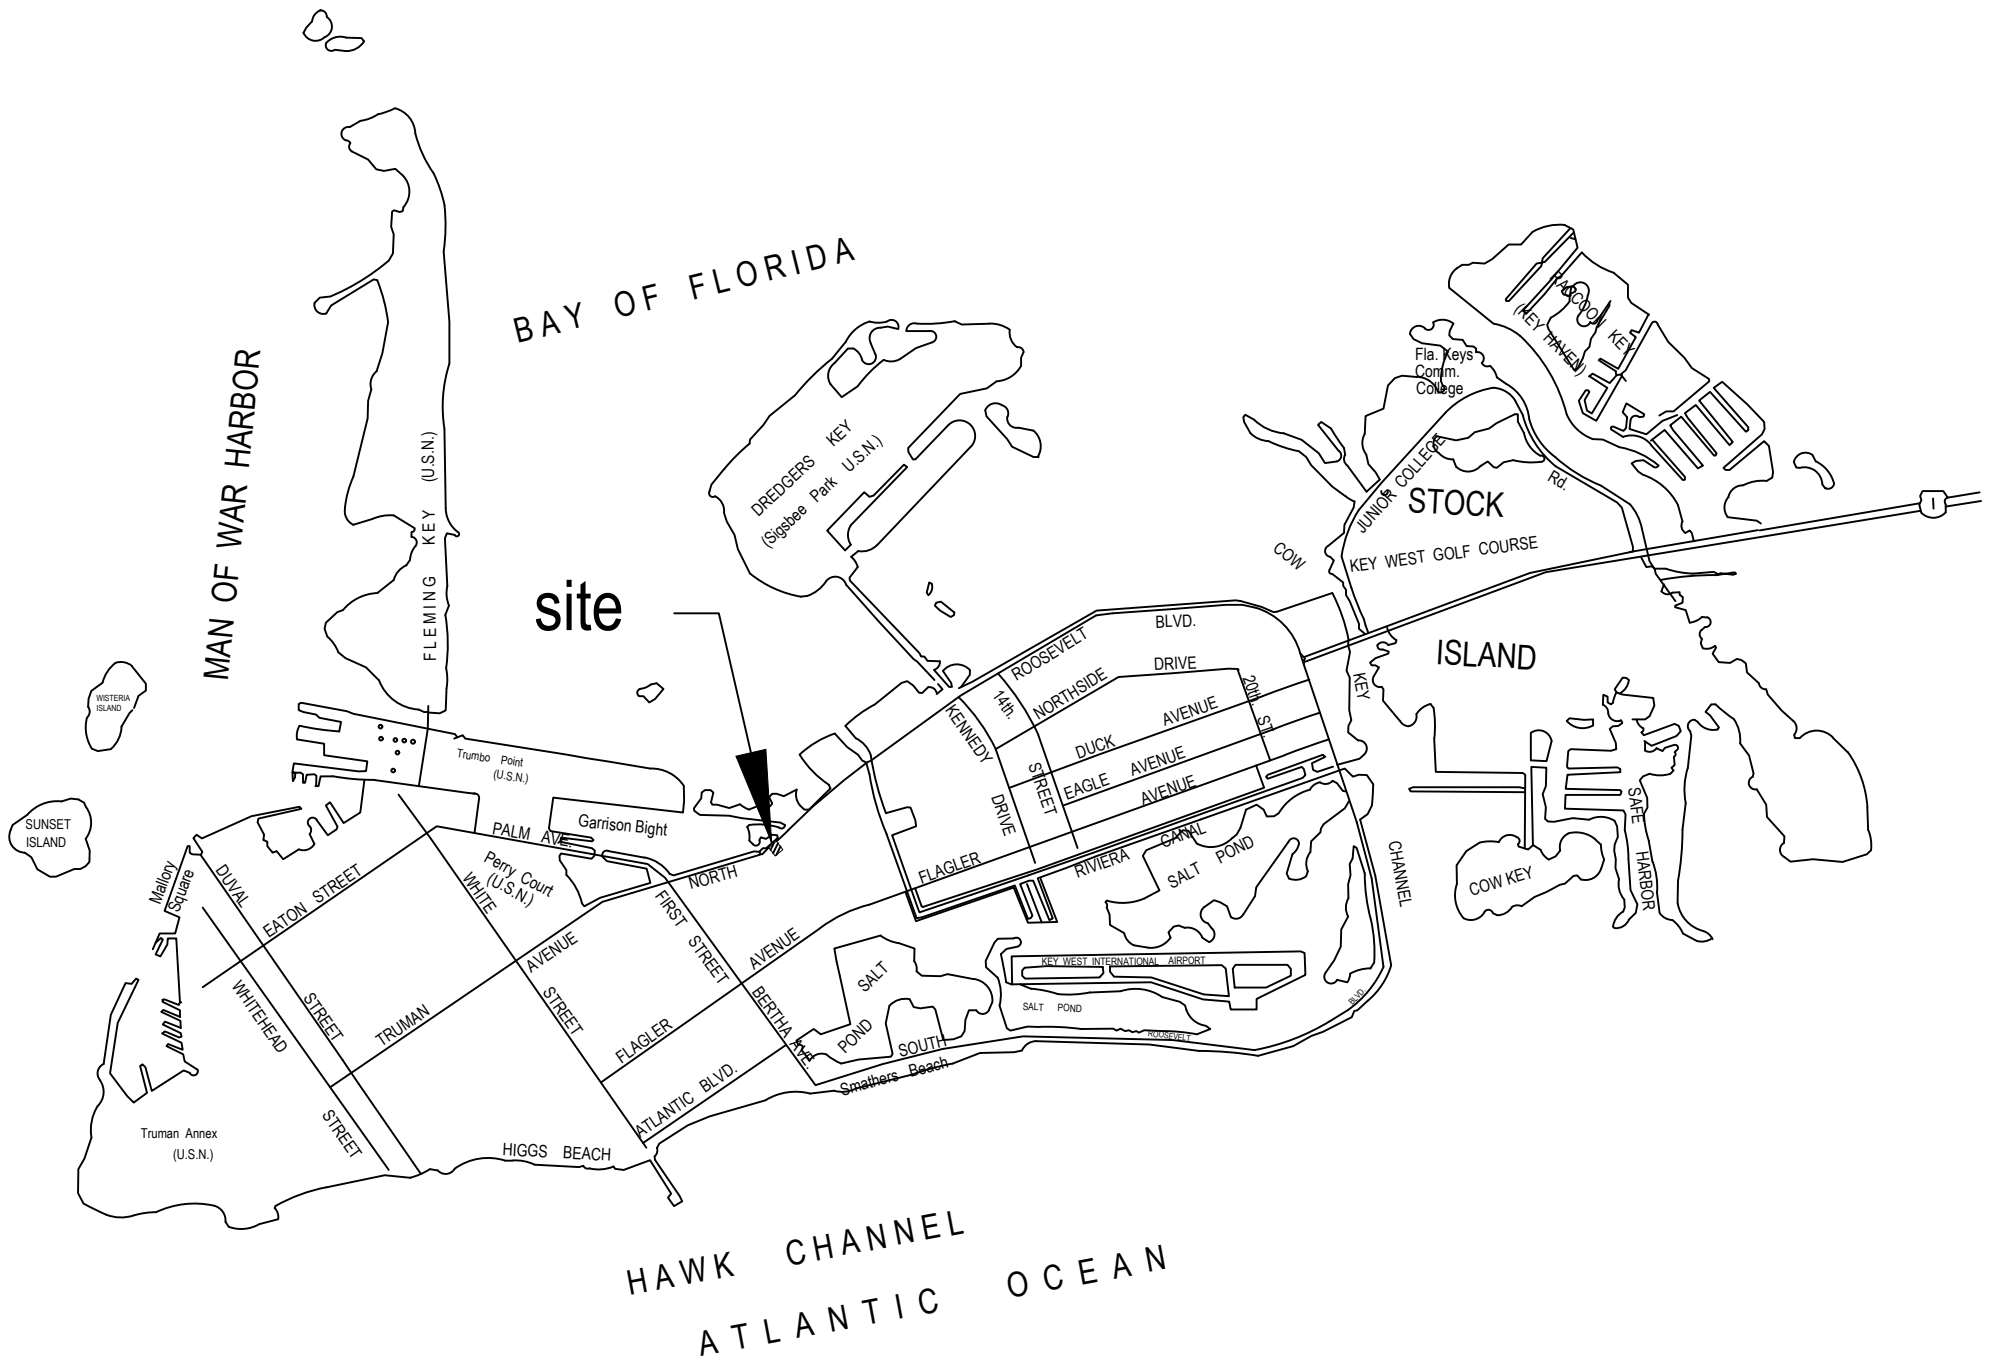 BAY OF FLORIDA
MAN OF WAR HARBOR
FLEMING KEY (U.S.N.)
DREDGERS KEY
(Sigsbee Park U.S.N.)
RACCOON KEY
(KEY HAVEN)
Fla. Keys
Comm.
College
JUNIOR COLLEGE
Rd.
STOCK
KEY WEST GOLF COURSE
ISLAND
1
COW
KEY
CHANNEL
site
WISTERIA
ISLAND
SUNSET
ISLAND
Trumbo Point
(U.S.N.)
Garrison Bight
PALM AVE.
Perry Court
(U.S.N.)
NORTH
ROOSEVELT
BLVD.
NORTHSIDE
DRIVE
14th.
STREET
KENNEDY
DRIVE
20th.
ST.
DUCK
AVENUE
EAGLE
AVENUE
AVENUE
FLAGLER
RIVIERA
CANAL
SALT
POND
Mallory
Square
DUVAL
STREET
EATON STREET
WHITE
STREET
FIRST
STREET
BERTHA AVE.
WHITEHEAD
STREET
TRUMAN
AVENUE
FLAGLER
AVENUE
ATLANTIC BLVD.
SALT
POND
SOUTH
ROOSEVELT
BLVD.
Smathers Beach
KEY WEST INTERNATIONAL AIRPORT
SALT POND
COW KEY
SAFE
HARBOR
Truman Annex
(U.S.N.)
HIGGS BEACH
HAWK CHANNEL
ATLANTIC OCEAN